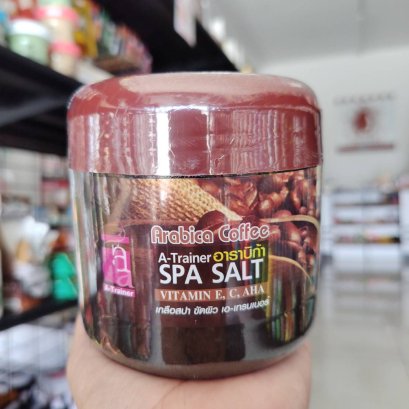 Arabica Coffee
A-Trainer อาราบิก้า
SPA SALT
VITAMIN E, C, AHA
เกลือสปา ขัดผิว เอ-เทรนเนอร์
a
A-Trainer